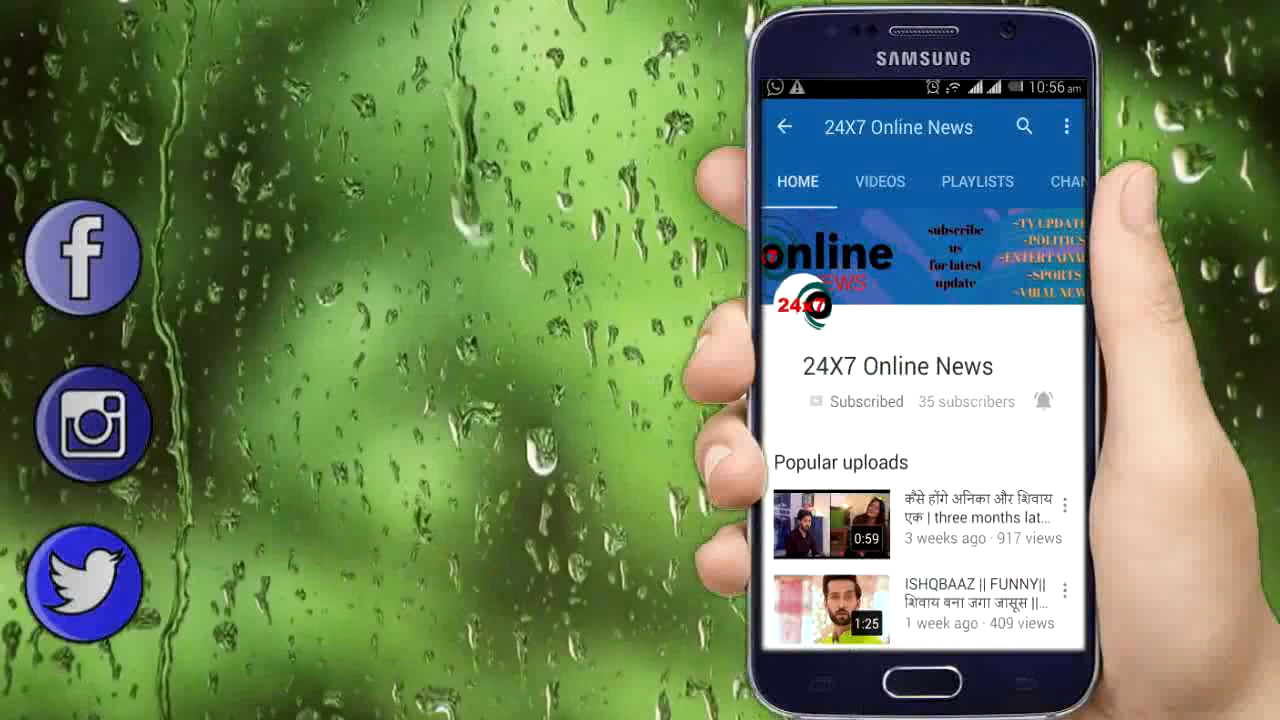 SAMSUNG
10:56 am
24X7 Online News
HOME VIDEOS PLAYLISTS CHAN
online
NEWS
subscribe
us
for latest
update
~TV UPDATE
~POLITICS
~ENTERTAINM
~SPORTS
~VIRAL NEW
24x7
24X7 Online News
Subscribed 35 subscribers
Popular uploads
कैसे होंगे अनिका और शिवाय
एक | three months lat...
3 weeks ago · 917 views
0:59
ISHQBAAZ || FUNNY||
शिवाय बना जगा जासूस ||...
1 week ago · 409 views
1:25